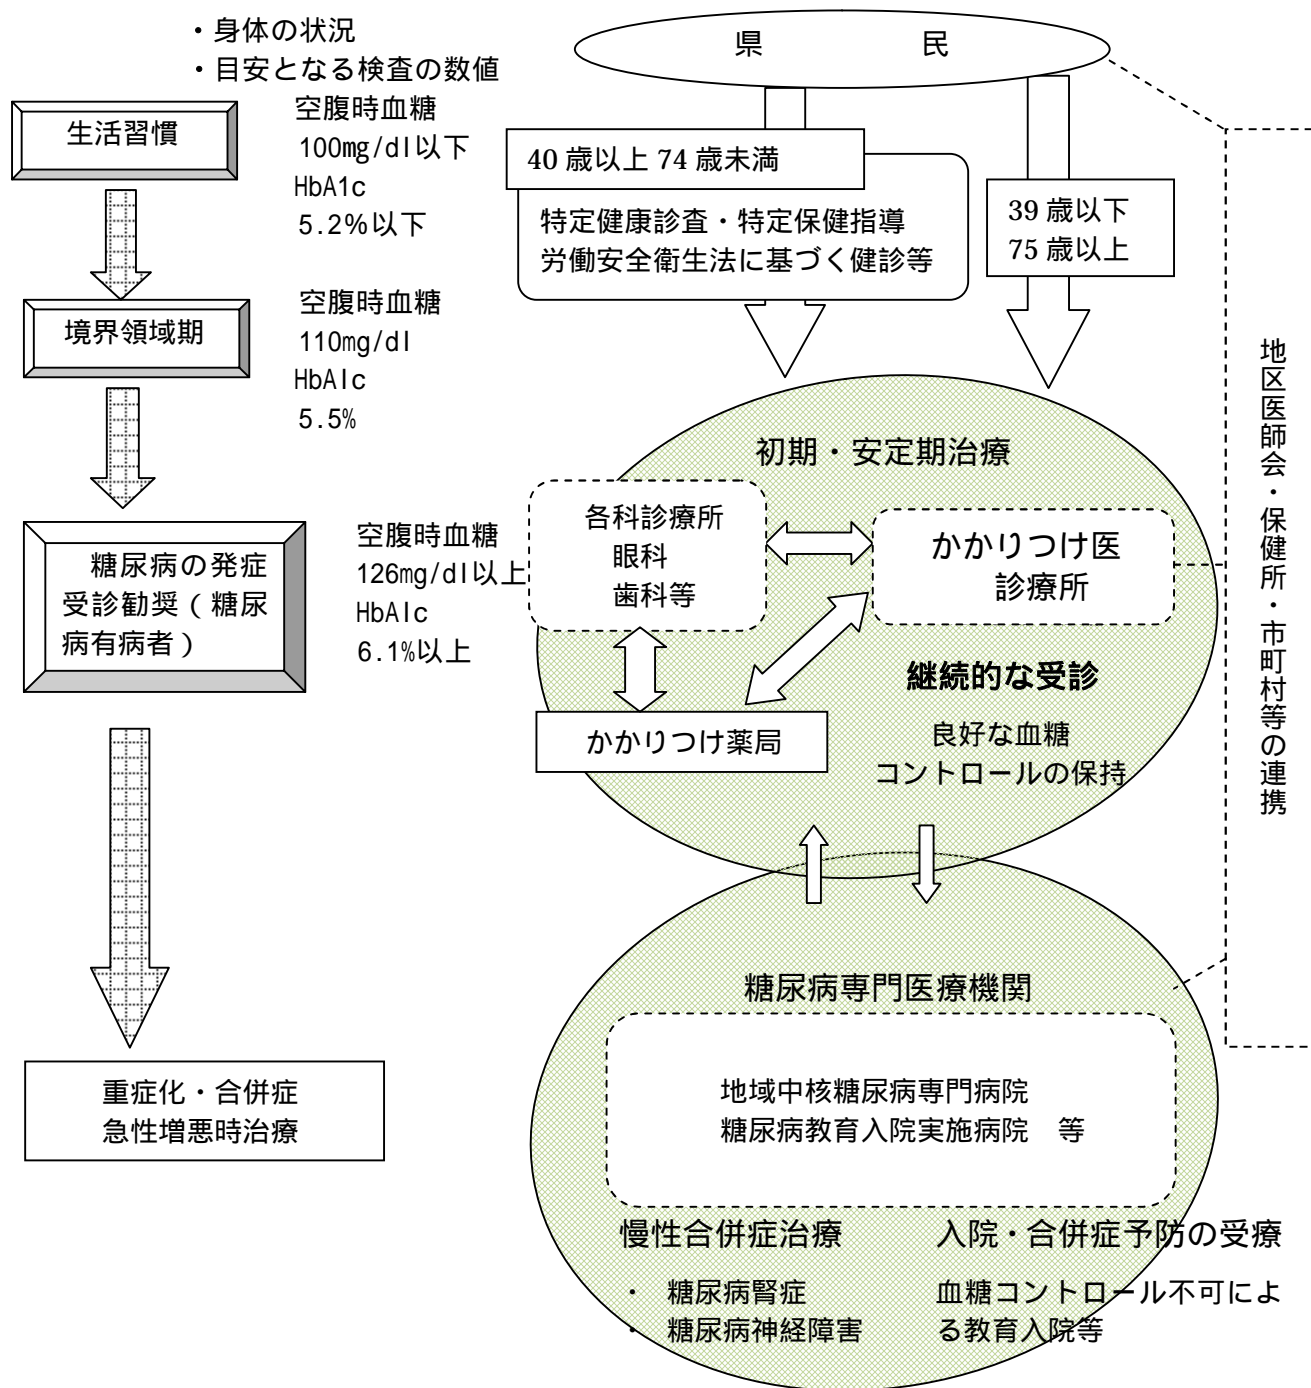 ・身体の状況
・目安となる検査の数値
県　　民
生活習慣
空腹時血糖
100mg/dl以下
HbA1c
5.2%以下
40 歳以上 74 歳未満
特定健康診査・特定保健指導
労働安全衛生法に基づく健診等
39 歳以下
75 歳以上
境界領域期
空腹時血糖
110mg/dl
HbAlc
5.5%
地区医師会・保健所・市町村等の連携
初期・安定期治療
各科診療所
眼科
歯科等
かかりつけ医
診療所
糖尿病の発症
受診勧奨（糖尿
病有病者）
空腹時血糖
126mg/dl以上
HbAlc
6.1%以上
継続的な受診
かかりつけ薬局
良好な血糖
コントロールの保持
糖尿病専門医療機関
重症化・合併症
急性増悪時治療
地域中核糖尿病専門病院
糖尿病教育入院実施病院　等
慢性合併症治療
・ 糖尿病腎症
・ 糖尿病神経障害
入院・合併症予防の受療
血糖コントロール不可によ
る教育入院等